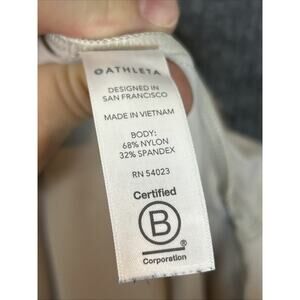 ATHLETA
DESIGNED IN
SAN FRANCISCO
MADE IN VIETNAM
BODY:
68% NYLON
32% SPANDEX
RN 54023
Certified
B
®
Corporation